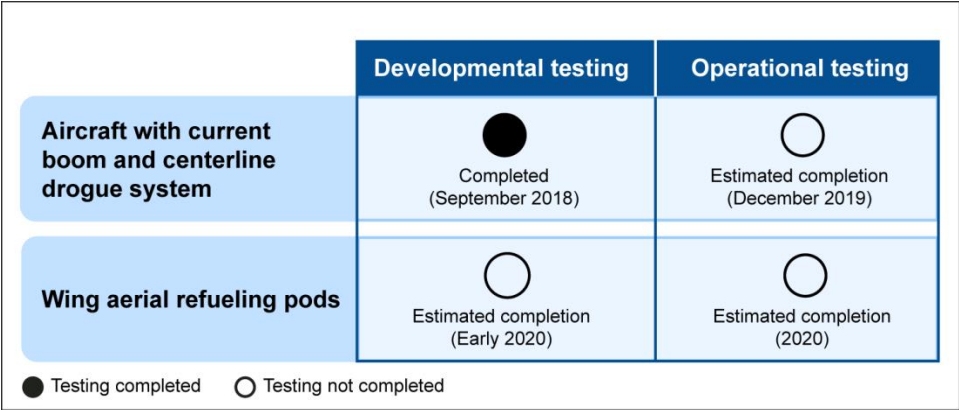 Developmental testing
Operational testing
Aircraft with current
boom and centerline
drogue system
Completed
(September 2018)
Estimated completion
(December 2019)
Wing aerial refueling pods
Estimated completion
(Early 2020)
Estimated completion
(2020)
Testing completed
Testing not completed